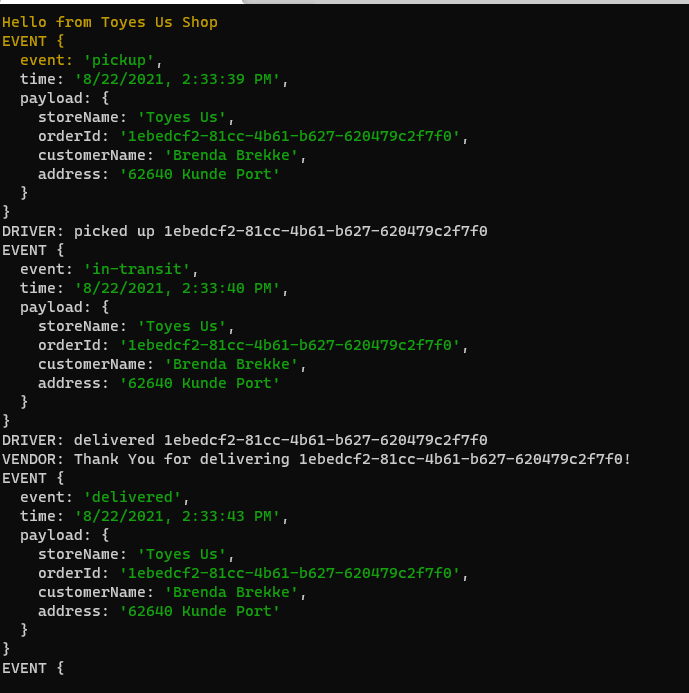 Hello from Toyes Us Shop
EVENT {
  event: 'pickup',
  time: '8/22/2021, 2:33:39 PM',
  payload: {
    storeName: 'Toyes Us',
    orderId: '1ebedcf2-81cc-4b61-b627-620479c2f7f0',
    customerName: 'Brenda Brekke',
    address: '62640 Kunde Port'
  }
}
DRIVER: picked up 1ebedcf2-81cc-4b61-b627-620479c2f7f0
EVENT {
  event: 'in-transit',
  time: '8/22/2021, 2:33:40 PM',
  payload: {
    storeName: 'Toyes Us',
    orderId: '1ebedcf2-81cc-4b61-b627-620479c2f7f0',
    customerName: 'Brenda Brekke',
    address: '62640 Kunde Port'
  }
}
DRIVER: delivered 1ebedcf2-81cc-4b61-b627-620479c2f7f0
VENDOR: Thank You for delivering 1ebedcf2-81cc-4b61-b627-620479c2f7f0!
EVENT {
  event: 'delivered',
  time: '8/22/2021, 2:33:43 PM',
  payload: {
    storeName: 'Toyes Us',
    orderId: '1ebedcf2-81cc-4b61-b627-620479c2f7f0',
    customerName: 'Brenda Brekke',
    address: '62640 Kunde Port'
  }
}
EVENT {